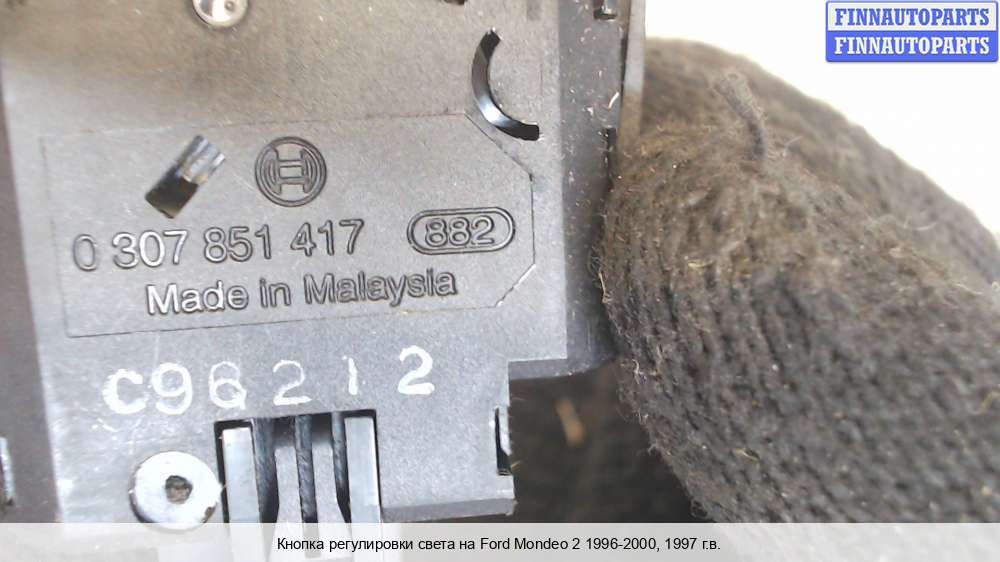 FINNAUTOPARTS
FINNAUTOPARTS
0 307 851 417 882
Made in Malaysia
C96212
Кнопка регулировки света на Ford Mondeo 2 1996-2000, 1997 г.в.